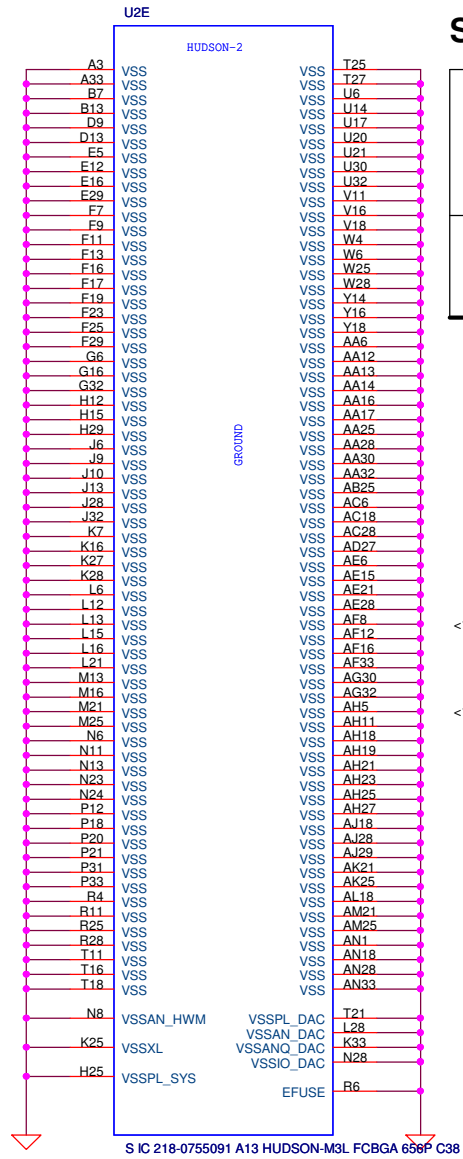 U2E
S
HUDSON-2
A3 VSS VSS T25
A33 VSS VSS T27
B7 VSS VSS U6
B13 VSS VSS U14
D9 VSS VSS U17
D13 VSS VSS U20
E5 VSS VSS U21
E12 VSS VSS U30
E16 VSS VSS U32
E29 VSS VSS V11
F7 VSS VSS V16
F9 VSS VSS V18
F11 VSS VSS W4
F13 VSS VSS W6
F16 VSS VSS W25
F17 VSS VSS W28
F19 VSS VSS Y14
F23 VSS VSS Y16
F25 VSS VSS Y18
F29 VSS VSS AA6
G6 VSS VSS AA12
G16 VSS VSS AA13
G32 VSS VSS AA14
H12 VSS VSS AA16
H15 VSS VSS AA17
H29 VSS VSS AA25
J6 VSS VSS AA28
J9 VSS VSS AA30
J10 VSS VSS AA32
J13 VSS VSS AB25
J28 VSS VSS AC6
J32 VSS VSS AC18
K7 VSS VSS AC28
K16 VSS VSS AD27
K27 VSS VSS AE6
K28 VSS VSS AE15
L6 VSS VSS AE21
L12 VSS VSS AE28
L13 VSS VSS AF8
L15 VSS VSS AF12
L16 VSS VSS AF16
L21 VSS VSS AF33
M13 VSS VSS AG30
M16 VSS VSS AG32
M21 VSS VSS AH5
M25 VSS VSS AH11
N6 VSS VSS AH18
N11 VSS VSS AH19
N13 VSS VSS AH21
N23 VSS VSS AH23
N24 VSS VSS AH25
P12 VSS VSS AH27
P18 VSS VSS AJ18
P20 VSS VSS AJ28
P21 VSS VSS AJ29
P31 VSS VSS AK21
P33 VSS VSS AK25
R4 VSS VSS AL18
R11 VSS VSS AM21
R25 VSS VSS AM25
R28 VSS VSS AN1
T11 VSS VSS AN18
T16 VSS VSS AN28
T18 VSS VSS AN33
GROUND
<
<
N8 VSSAN_HWM VSSPL_DAC T21
VSSAN_DAC L28
K25 VSSXL VSSANQ_DAC K33
VSSIO_DAC N28
H25 VSSPL_SYS
EFUSE R6
S IC 218-0755091 A13 HUDSON-M3L FCBGA 656P C38